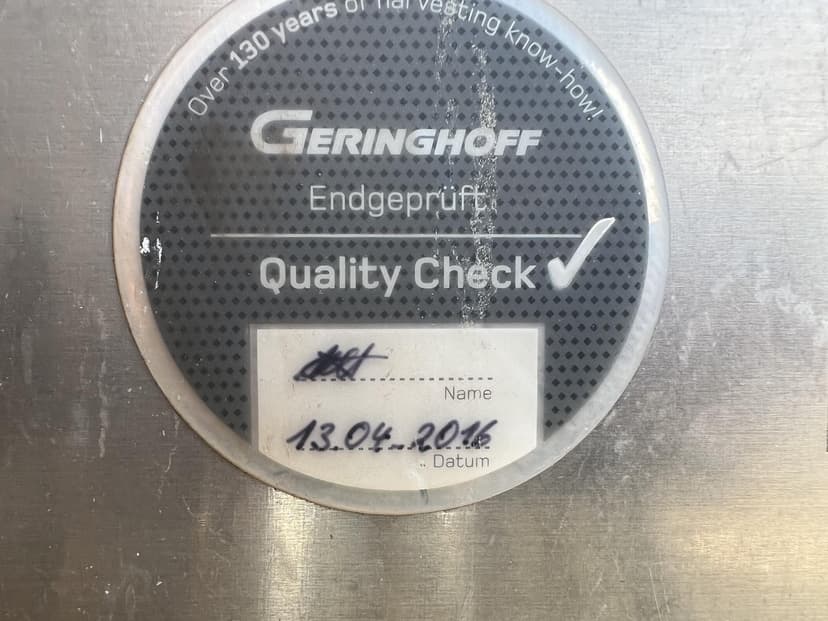 Over 130 years of harvesting know-how!
GERINGHOFF
Endgeprüft
Quality Check
Name
13.04.2016
Datum